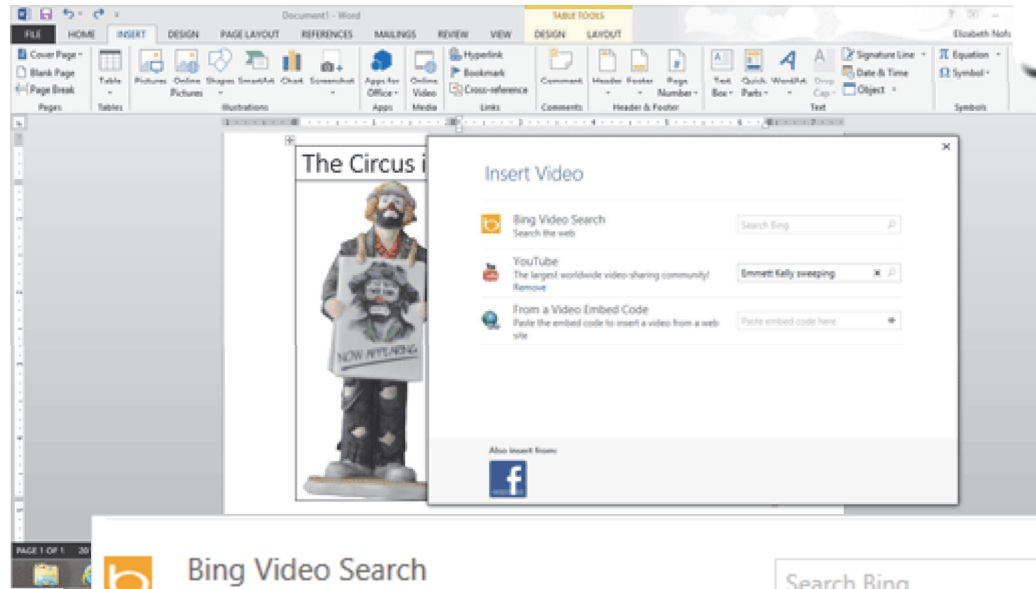 Document1 - Word
TABLE TOOLS
FILE HOME INSERT DESIGN PAGE LAYOUT REFERENCES MAILINGS REVIEW VIEW DESIGN LAYOUT Elizabeth Nofs
Cover Page
Blank Page
Page Break
Table
Pictures
Online Pictures
Shapes
SmartArt
Chart
Screenshot
Apps for Office
Online Video
Hyperlink
Bookmark
Cross-reference
Comment
Header
Footer
Page Number
Text Box
Quick Parts
WordArt
Drop Cap
Signature Line
Date & Time
Object
Equation
Symbol
Pages Tables Illustrations Apps Media Links Comments Header & Footer Text Symbols
The Circus i
NOW APPEARING
Insert Video
Bing Video Search
Search the web
Search Bing
YouTube
The largest worldwide video-sharing community!
Remove
Emmett Kelly sweeping
From a Video Embed Code
Paste the embed code to insert a video from a web
site
Paste embed code here
Also insert from:
PAGE 1 OF 1 20
Bing Video Search
Search Bing